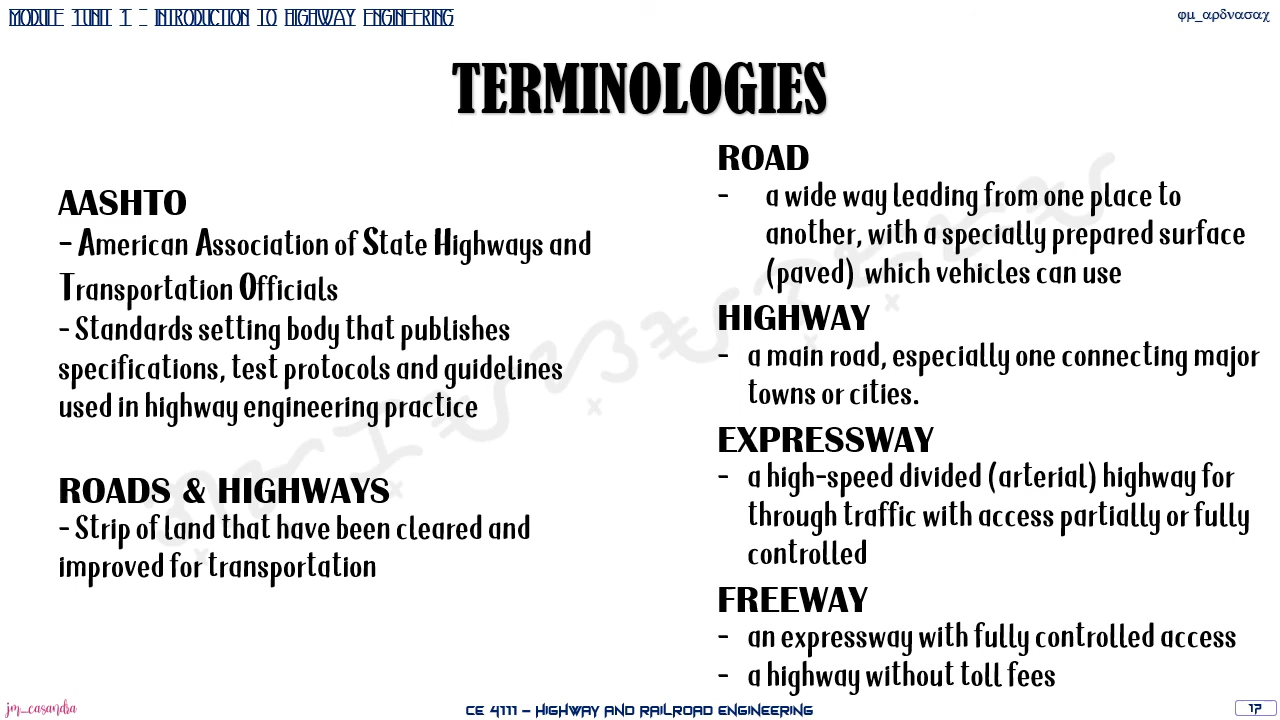 MODULE 1UNIT 1 - INTRODUCTION TO HIGHWAY ENGINEERING
φμ_αρδνασαχ
TERMINOLOGIES
AASHTO
- American Association of State Highways and
Transportation Officials
- Standards setting body that publishes
specifications, test protocols and guidelines
used in highway engineering practice
ROADS & HIGHWAYS
- Strip of land that have been cleared and
improved for transportation
ROAD
- a wide way leading from one place to
another, with a specially prepared surface
(paved) which vehicles can use
HIGHWAY
- a main road, especially one connecting major
towns or cities.
EXPRESSWAY
- a high-speed divided (arterial) highway for
through traffic with access partially or fully
controlled
FREEWAY
- an expressway with fully controlled access
- a highway without toll fees
jm_casandra
CE 4111 – HIGHWAY AND RAILROAD ENGINEERING
17